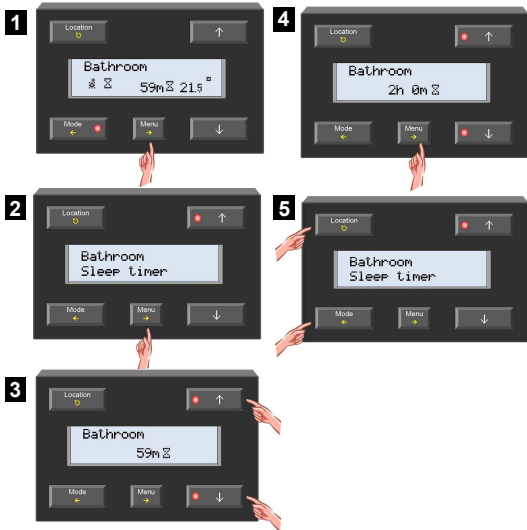 1
Location
↑
Bathroom
59m 21.5°
Mode
←
Menu
→
↓
2
Location
↑
Bathroom
Sleep timer
Mode
←
Menu
→
↓
3
Location
↑
Bathroom
59m
Mode
←
Menu
→
↓
4
Location
↑
Bathroom
2h 0m
Mode
←
Menu
→
↓
5
Location
↑
Bathroom
Sleep timer
Mode
←
Menu
→
↓